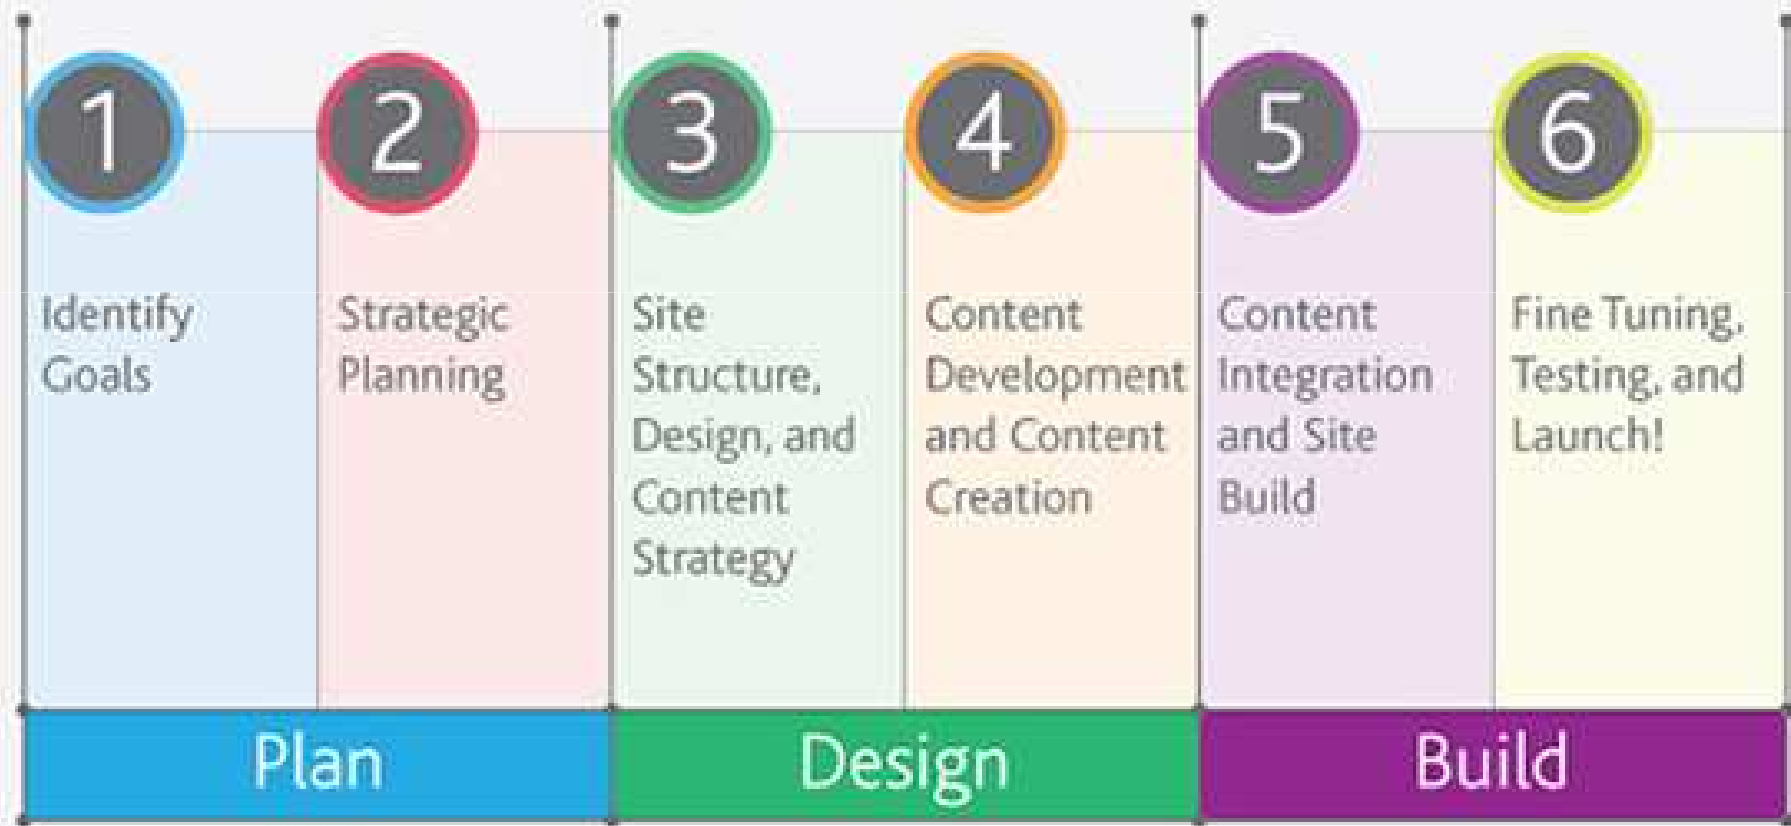 1
Identify
Goals
2
Strategic
Planning
3
Site
Structure,
Design, and
Content
Strategy
4
Content
Development
and Content
Creation
5
Content
Integration
and Site
Build
6
Fine Tuning,
Testing, and
Launch!
Plan
Design
Build